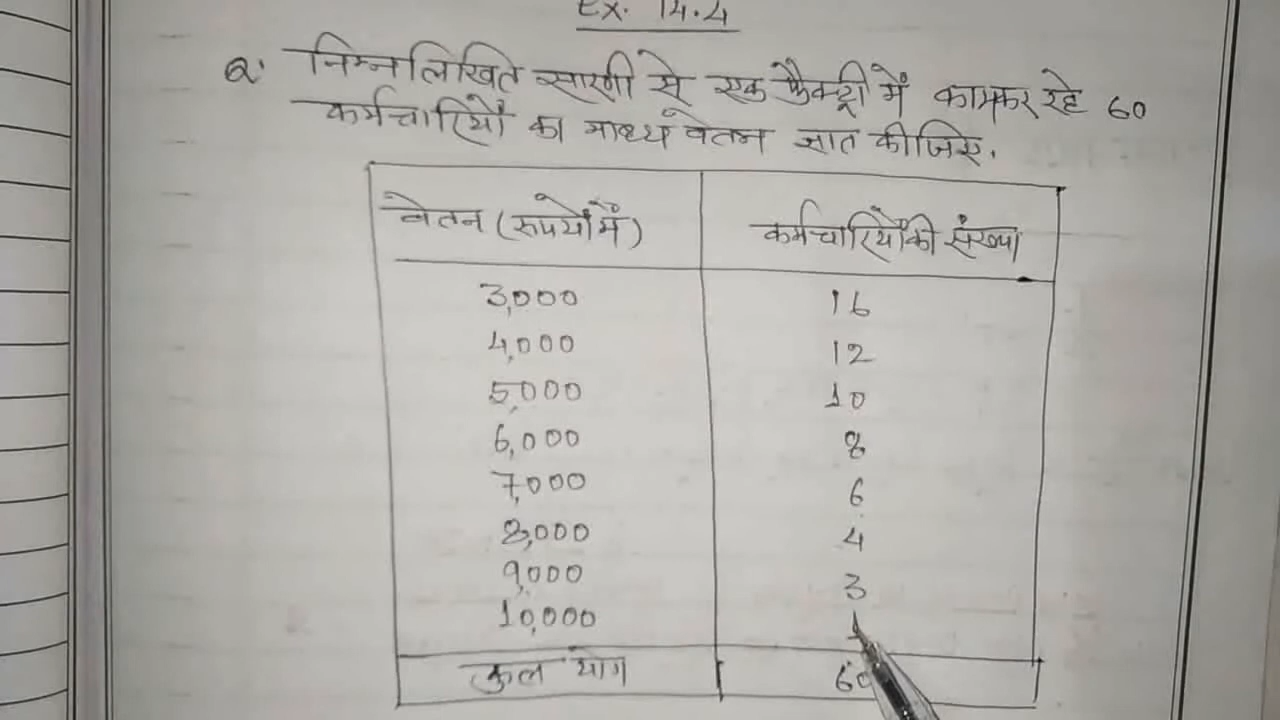 Ex. 14.4
Q. निम्नलिखित सारणी से एक फैक्ट्री में काम कर रहे 60
कर्मचारियों का माध्य वेतन ज्ञात कीजिए.
वेतन (रुपयों में) कर्मचारियों की संख्या
3,000 16
4,000 12
5,000 10
6,000 8
7,000 6
8,000 4
9,000 3
10,000
कुल योग 60